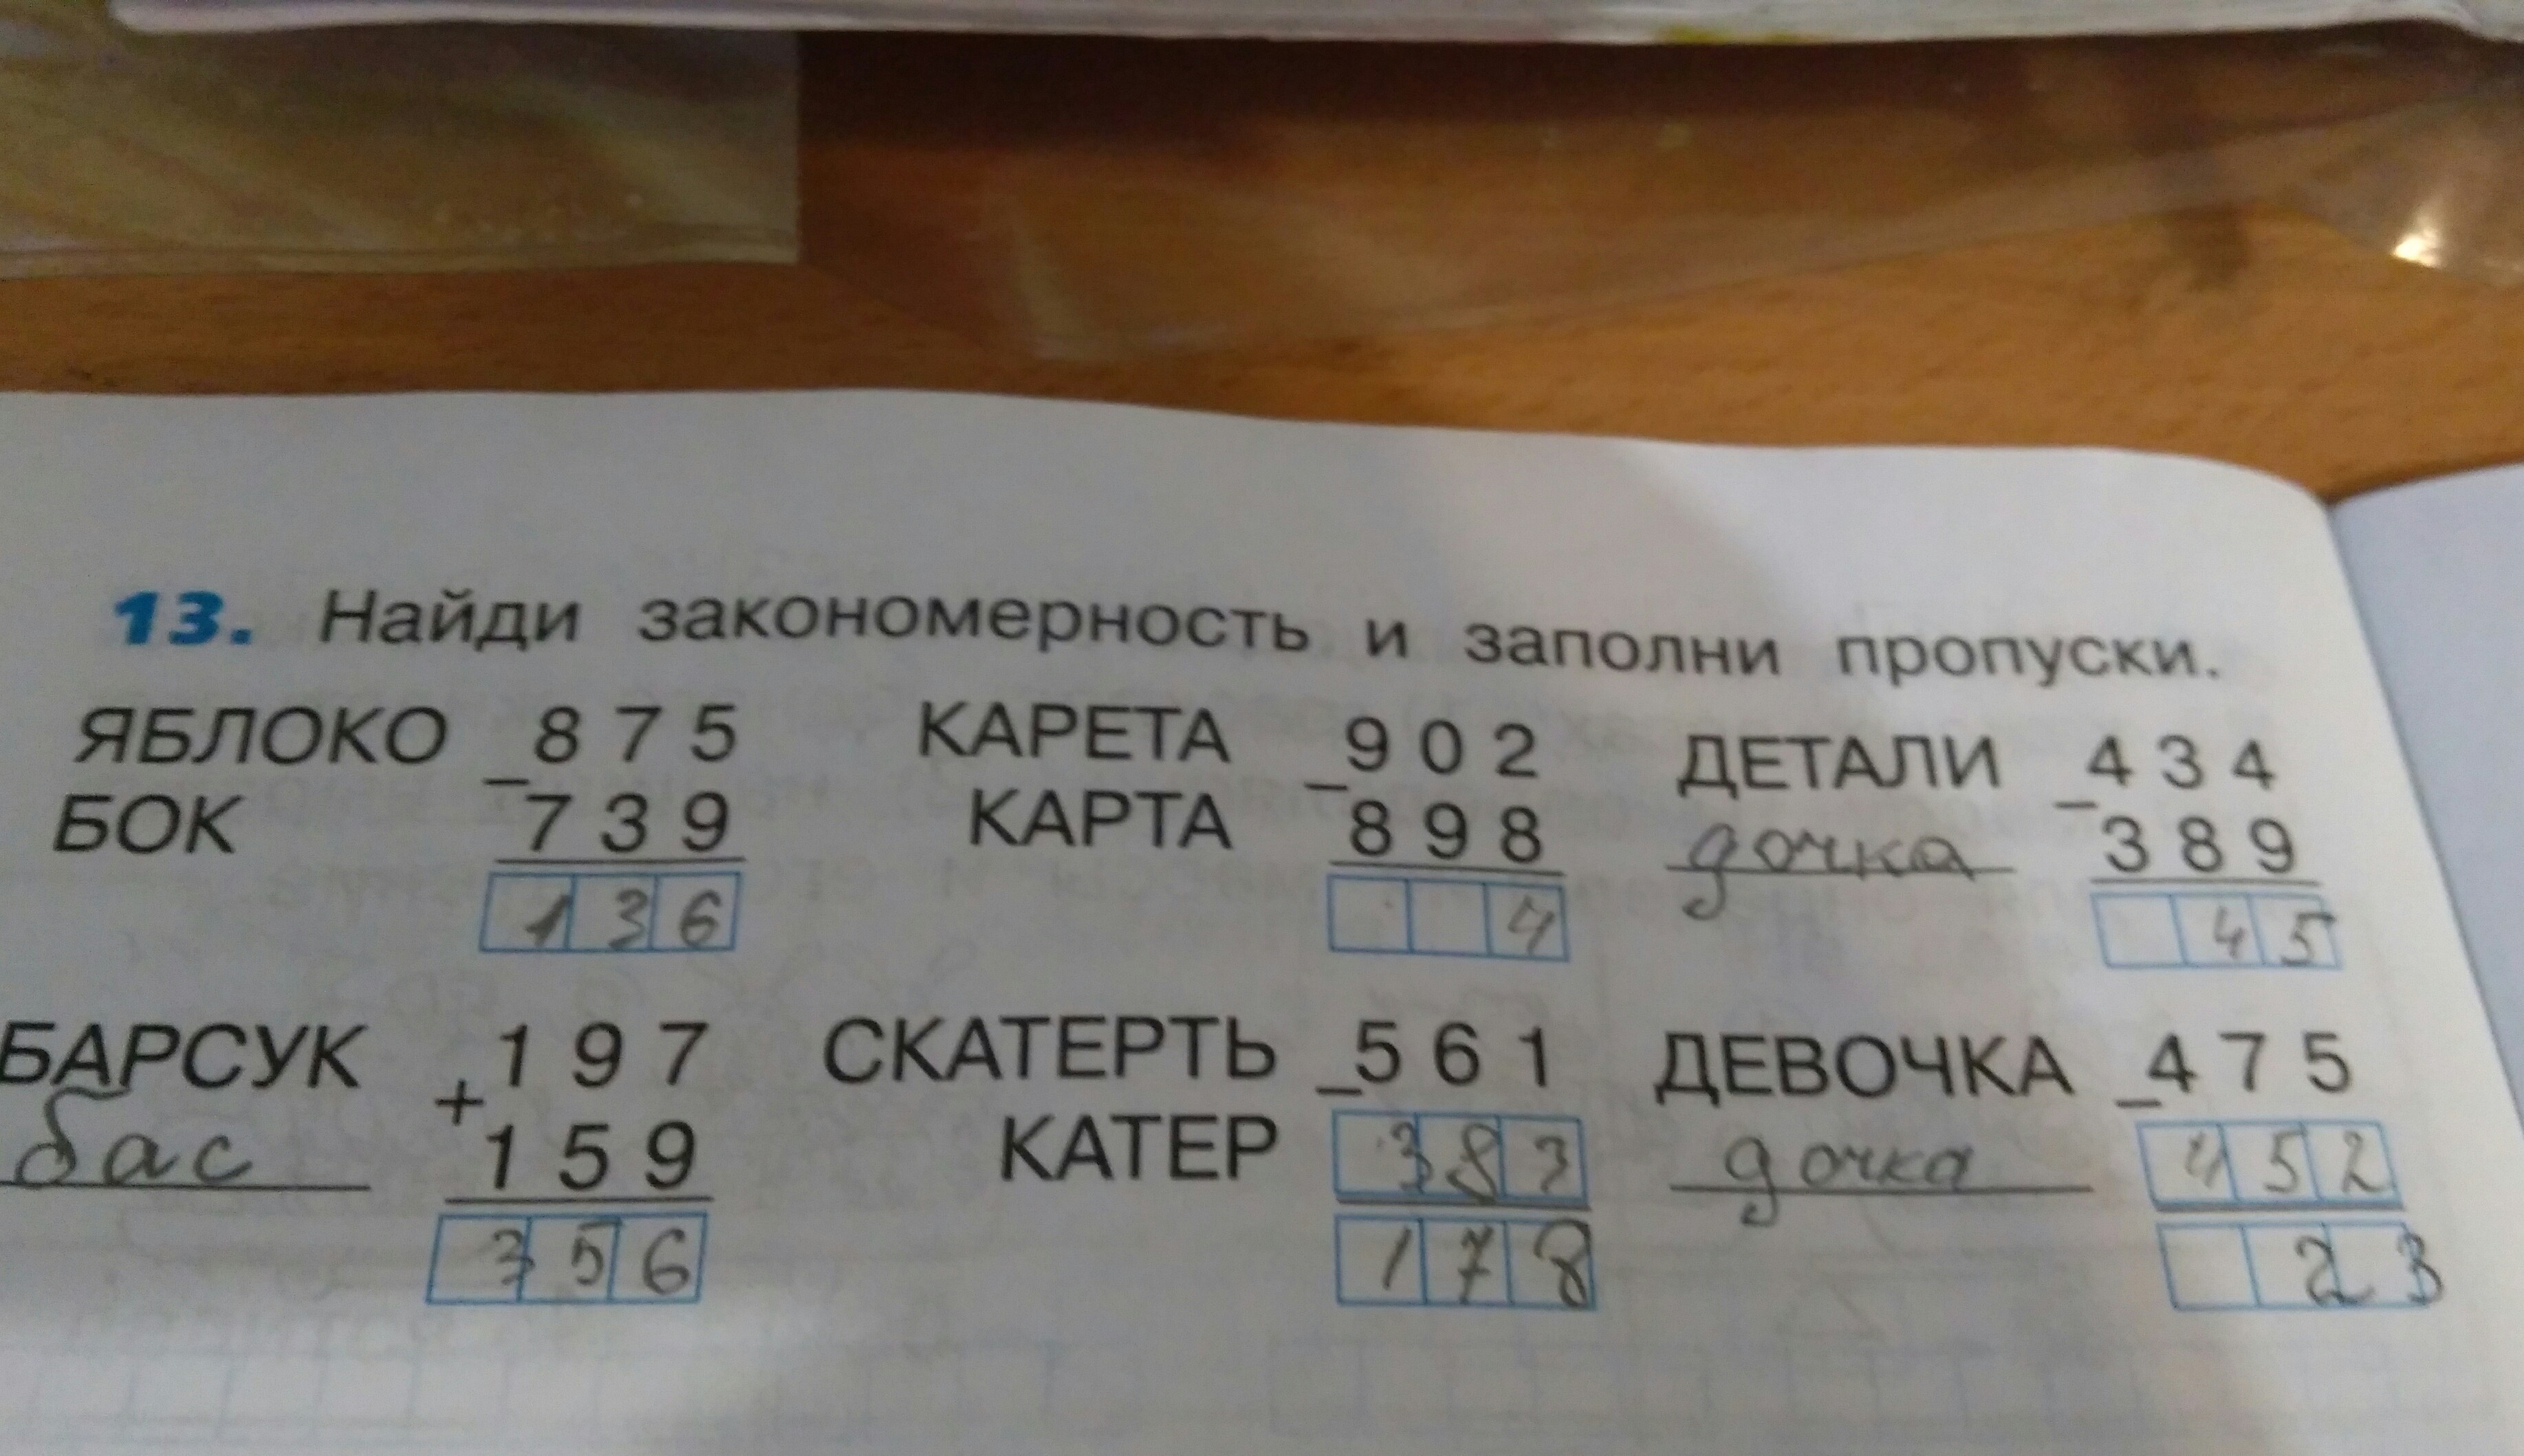 13. Найди закономерность и заполни пропуски.
ЯБЛОКО - 875 КАРЕТА - 902 ДЕТАЛИ - 434
БОК 739 КАРТА 898 дочка 389
136 4 45
БАРСУК + 197 СКАТЕРТЬ - 561 ДЕВОЧКА - 475
бас 159 КАТЕР 383 дочка 452
356 178 23